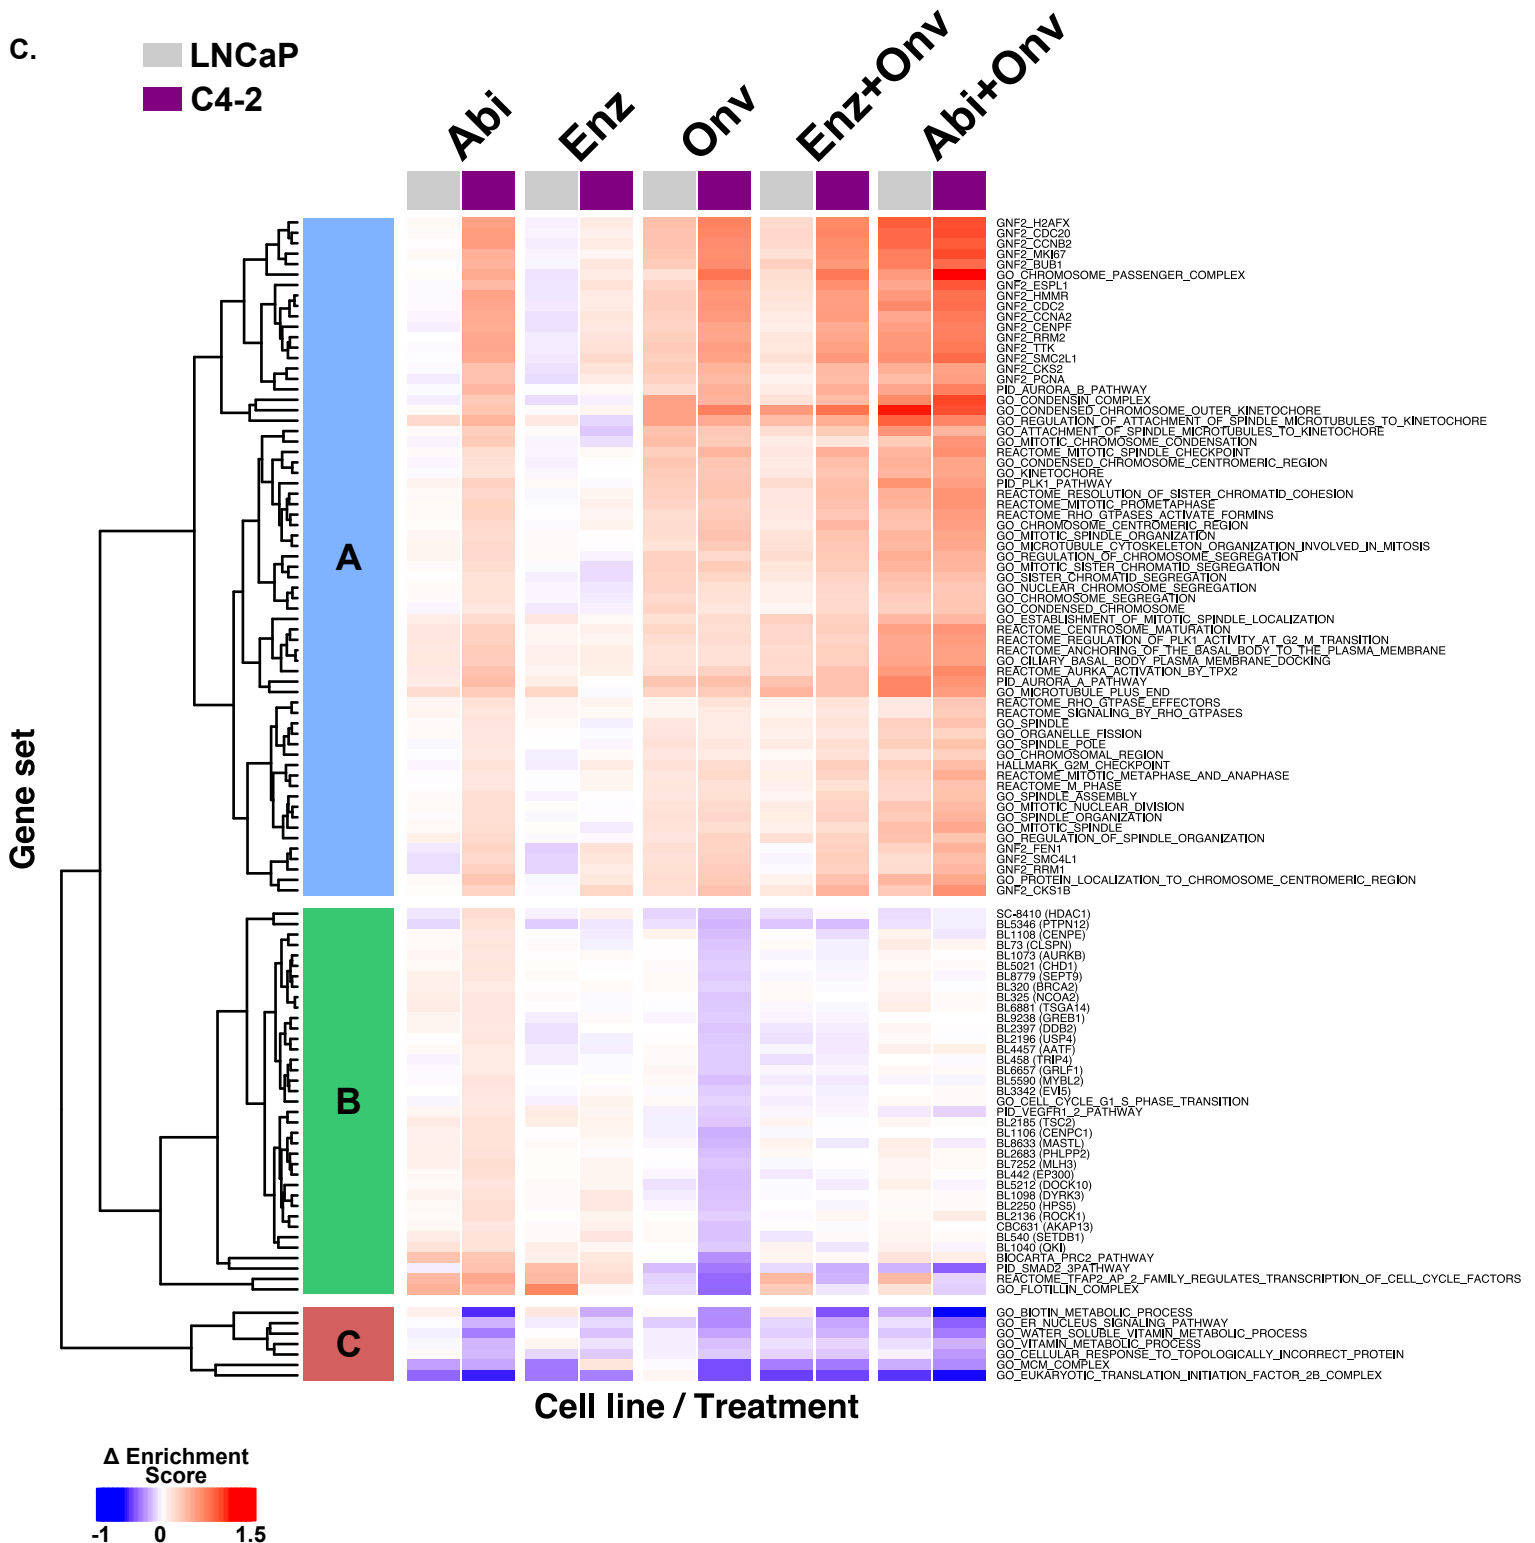 C.
LNCaP
C4-2
Abi
Enz
Onv
Enz+Onv
Abi+Onv
Gene set
A
B
C
GNF2_H2AFX
GNF2_CDC20
GNF2_CCNB2
GNF2_MKI67
GNF2_BUB1
GO_CHROMOSOME_PASSENGER_COMPLEX
GNF2_ESPL1
GNF2_HMMR
GNF2_CDC2
GNF2_CCNA2
GNF2_CENPF
GNF2_RRM2
GNF2_TTK
GNF2_SMC2L1
GNF2_CKS2
GNF2_PCNA
PID_AURORA_B_PATHWAY
GO_CONDENSIN_COMPLEX
GO_CONDENSED_CHROMOSOME_OUTER_KINETOCHORE
GO_REGULATION_OF_ATTACHMENT_OF_SPINDLE_MICROTUBULES_TO_KINETOCHORE
GO_ATTACHMENT_OF_SPINDLE_MICROTUBULES_TO_KINETOCHORE
GO_MITOTIC_CHROMOSOME_CONDENSATION
REACTOME_MITOTIC_SPINDLE_CHECKPOINT
GO_CONDENSED_CHROMOSOME_CENTROMERIC_REGION
GO_KINETOCHORE
PID_PLK1_PATHWAY
REACTOME_RESOLUTION_OF_SISTER_CHROMATID_COHESION
REACTOME_MITOTIC_PROMETAPHASE
REACTOME_RHO_GTPASES_ACTIVATE_FORMINS
GO_CHROMOSOME_CENTROMERIC_REGION
GO_MITOTIC_SPINDLE_ORGANIZATION
GO_MICROTUBULE_CYTOSKELETON_ORGANIZATION_INVOLVED_IN_MITOSIS
GO_REGULATION_OF_CHROMOSOME_SEGREGATION
GO_MITOTIC_SISTER_CHROMATID_SEGREGATION
GO_SISTER_CHROMATID_SEGREGATION
GO_NUCLEAR_CHROMOSOME_SEGREGATION
GO_CHROMOSOME_SEGREGATION
GO_CONDENSED_CHROMOSOME
GO_ESTABLISHMENT_OF_MITOTIC_SPINDLE_LOCALIZATION
REACTOME_CENTROSOME_MATURATION
REACTOME_REGULATION_OF_PLK1_ACTIVITY_AT_G2_M_TRANSITION
REACTOME_ANCHORING_OF_THE_BASAL_BODY_TO_THE_PLASMA_MEMBRANE
GO_CILIARY_BASAL_BODY_PLASMA_MEMBRANE_DOCKING
REACTOME_AURKA_ACTIVATION_BY_TPX2
PID_AURORA_A_PATHWAY
GO_MICROTUBULE_PLUS_END
REACTOME_RHO_GTPASE_EFFECTORS
REACTOME_SIGNALING_BY_RHO_GTPASES
GO_SPINDLE
GO_ORGANELLE_FISSION
GO_SPINDLE_POLE
GO_CHROMOSOMAL_REGION
HALLMARK_G2M_CHECKPOINT
REACTOME_MITOTIC_METAPHASE_AND_ANAPHASE
REACTOME_M_PHASE
GO_SPINDLE_ASSEMBLY
GO_MITOTIC_NUCLEAR_DIVISION
GO_SPINDLE_ORGANIZATION
GO_MITOTIC_SPINDLE
GO_REGULATION_OF_SPINDLE_ORGANIZATION
GNF2_FEN1
GNF2_SMC4L1
GNF2_RRM1
GO_PROTEIN_LOCALIZATION_TO_CHROMOSOME_CENTROMERIC_REGION
GNF2_CKS1B
SC-8410 (HDAC1)
BL5346 (PTPN12)
BL1108 (CENPE)
BL73 (CLSPN)
BL1073 (AURKB)
BL5021 (CHD1)
BL8779 (SEPT9)
BL320 (BRCA2)
BL325 (NCOA2)
BL6881 (TSGA14)
BL9238 (GREB1)
BL2397 (DDB2)
BL2196 (USP4)
BL4457 (AATF)
BL458 (TRIP4)
BL6657 (GRLF1)
BL5590 (MYBL2)
BL3342 (EVI5)
GO_CELL_CYCLE_G1_S_PHASE_TRANSITION
PID_VEGFR1_2_PATHWAY
BL2185 (TSC2)
BL1106 (CENPC1)
BL8633 (MASTL)
BL2683 (PHLPP2)
BL7252 (MLH3)
BL442 (EP300)
BL5212 (DOCK10)
BL1098 (DYRK3)
BL2250 (HPS5)
BL2136 (ROCK1)
CBC631 (AKAP13)
BL540 (SETDB1)
BL1040 (QKI)
BIOCARTA_PRC2_PATHWAY
PID_SMAD2_3PATHWAY
REACTOME_TFAP2_AP_2_FAMILY_REGULATES_TRANSCRIPTION_OF_CELL_CYCLE_FACTORS
GO_FLOTILLIN_COMPLEX
GO_BIOTIN_METABOLIC_PROCESS
GO_ER_NUCLEUS_SIGNALING_PATHWAY
GO_WATER_SOLUBLE_VITAMIN_METABOLIC_PROCESS
GO_VITAMIN_METABOLIC_PROCESS
GO_CELLULAR_RESPONSE_TO_TOPOLOGICALLY_INCORRECT_PROTEIN
GO_MCM_COMPLEX
GO_EUKARYOTIC_TRANSLATION_INITIATION_FACTOR_2B_COMPLEX
Cell line / Treatment
Δ Enrichment
Score
-1 0 1.5